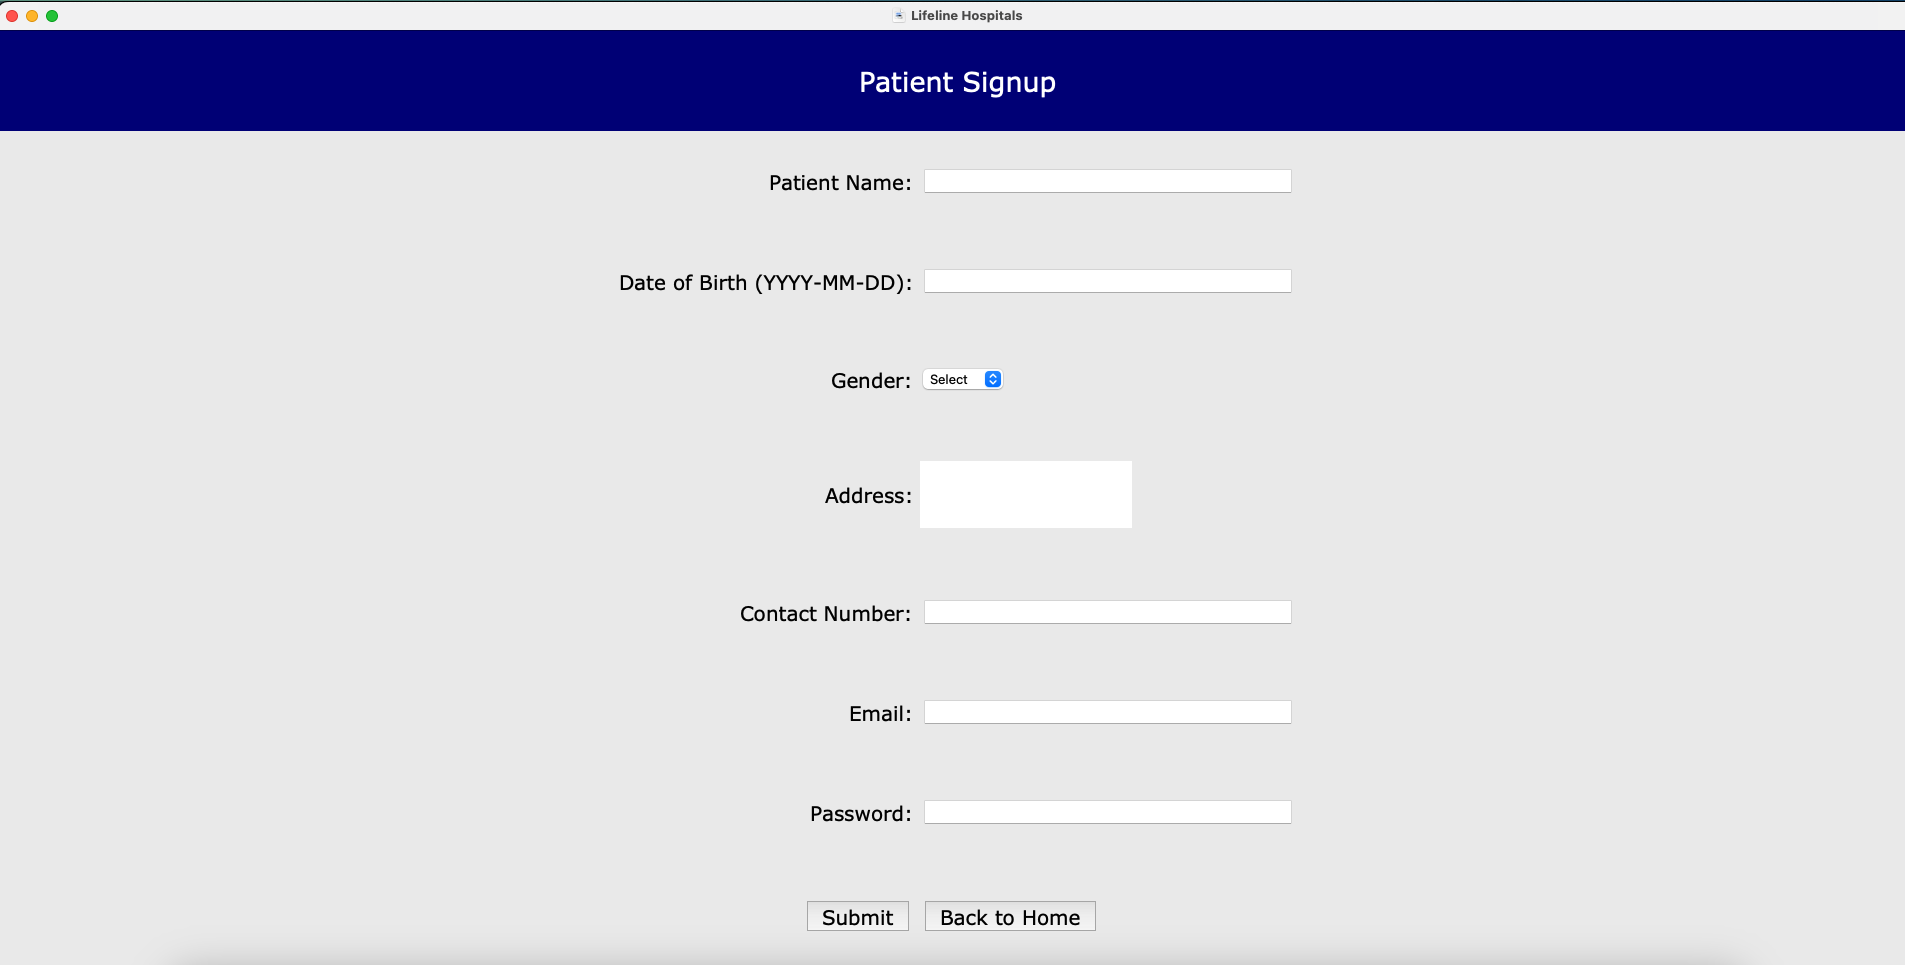 Lifeline Hospitals
Patient Signup
Patient Name:
Date of Birth (YYYY-MM-DD):
Gender: Select
Address:
Contact Number:
Email:
Password:
Submit Back to Home